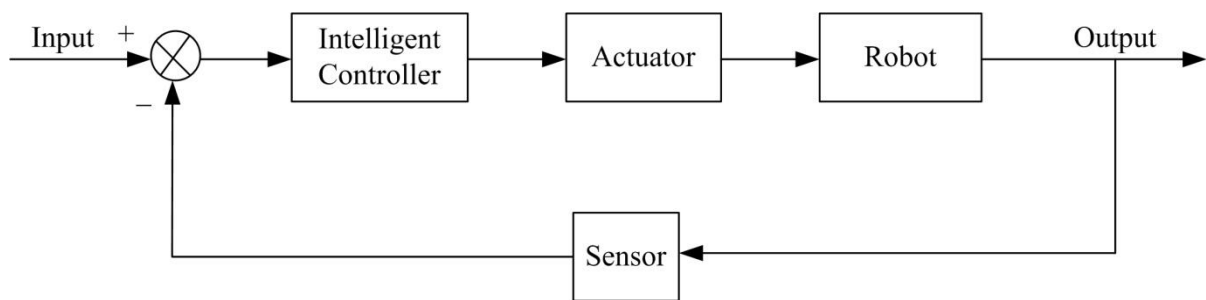 Input
+
−
Intelligent
Controller
Actuator
Robot
Output
Sensor